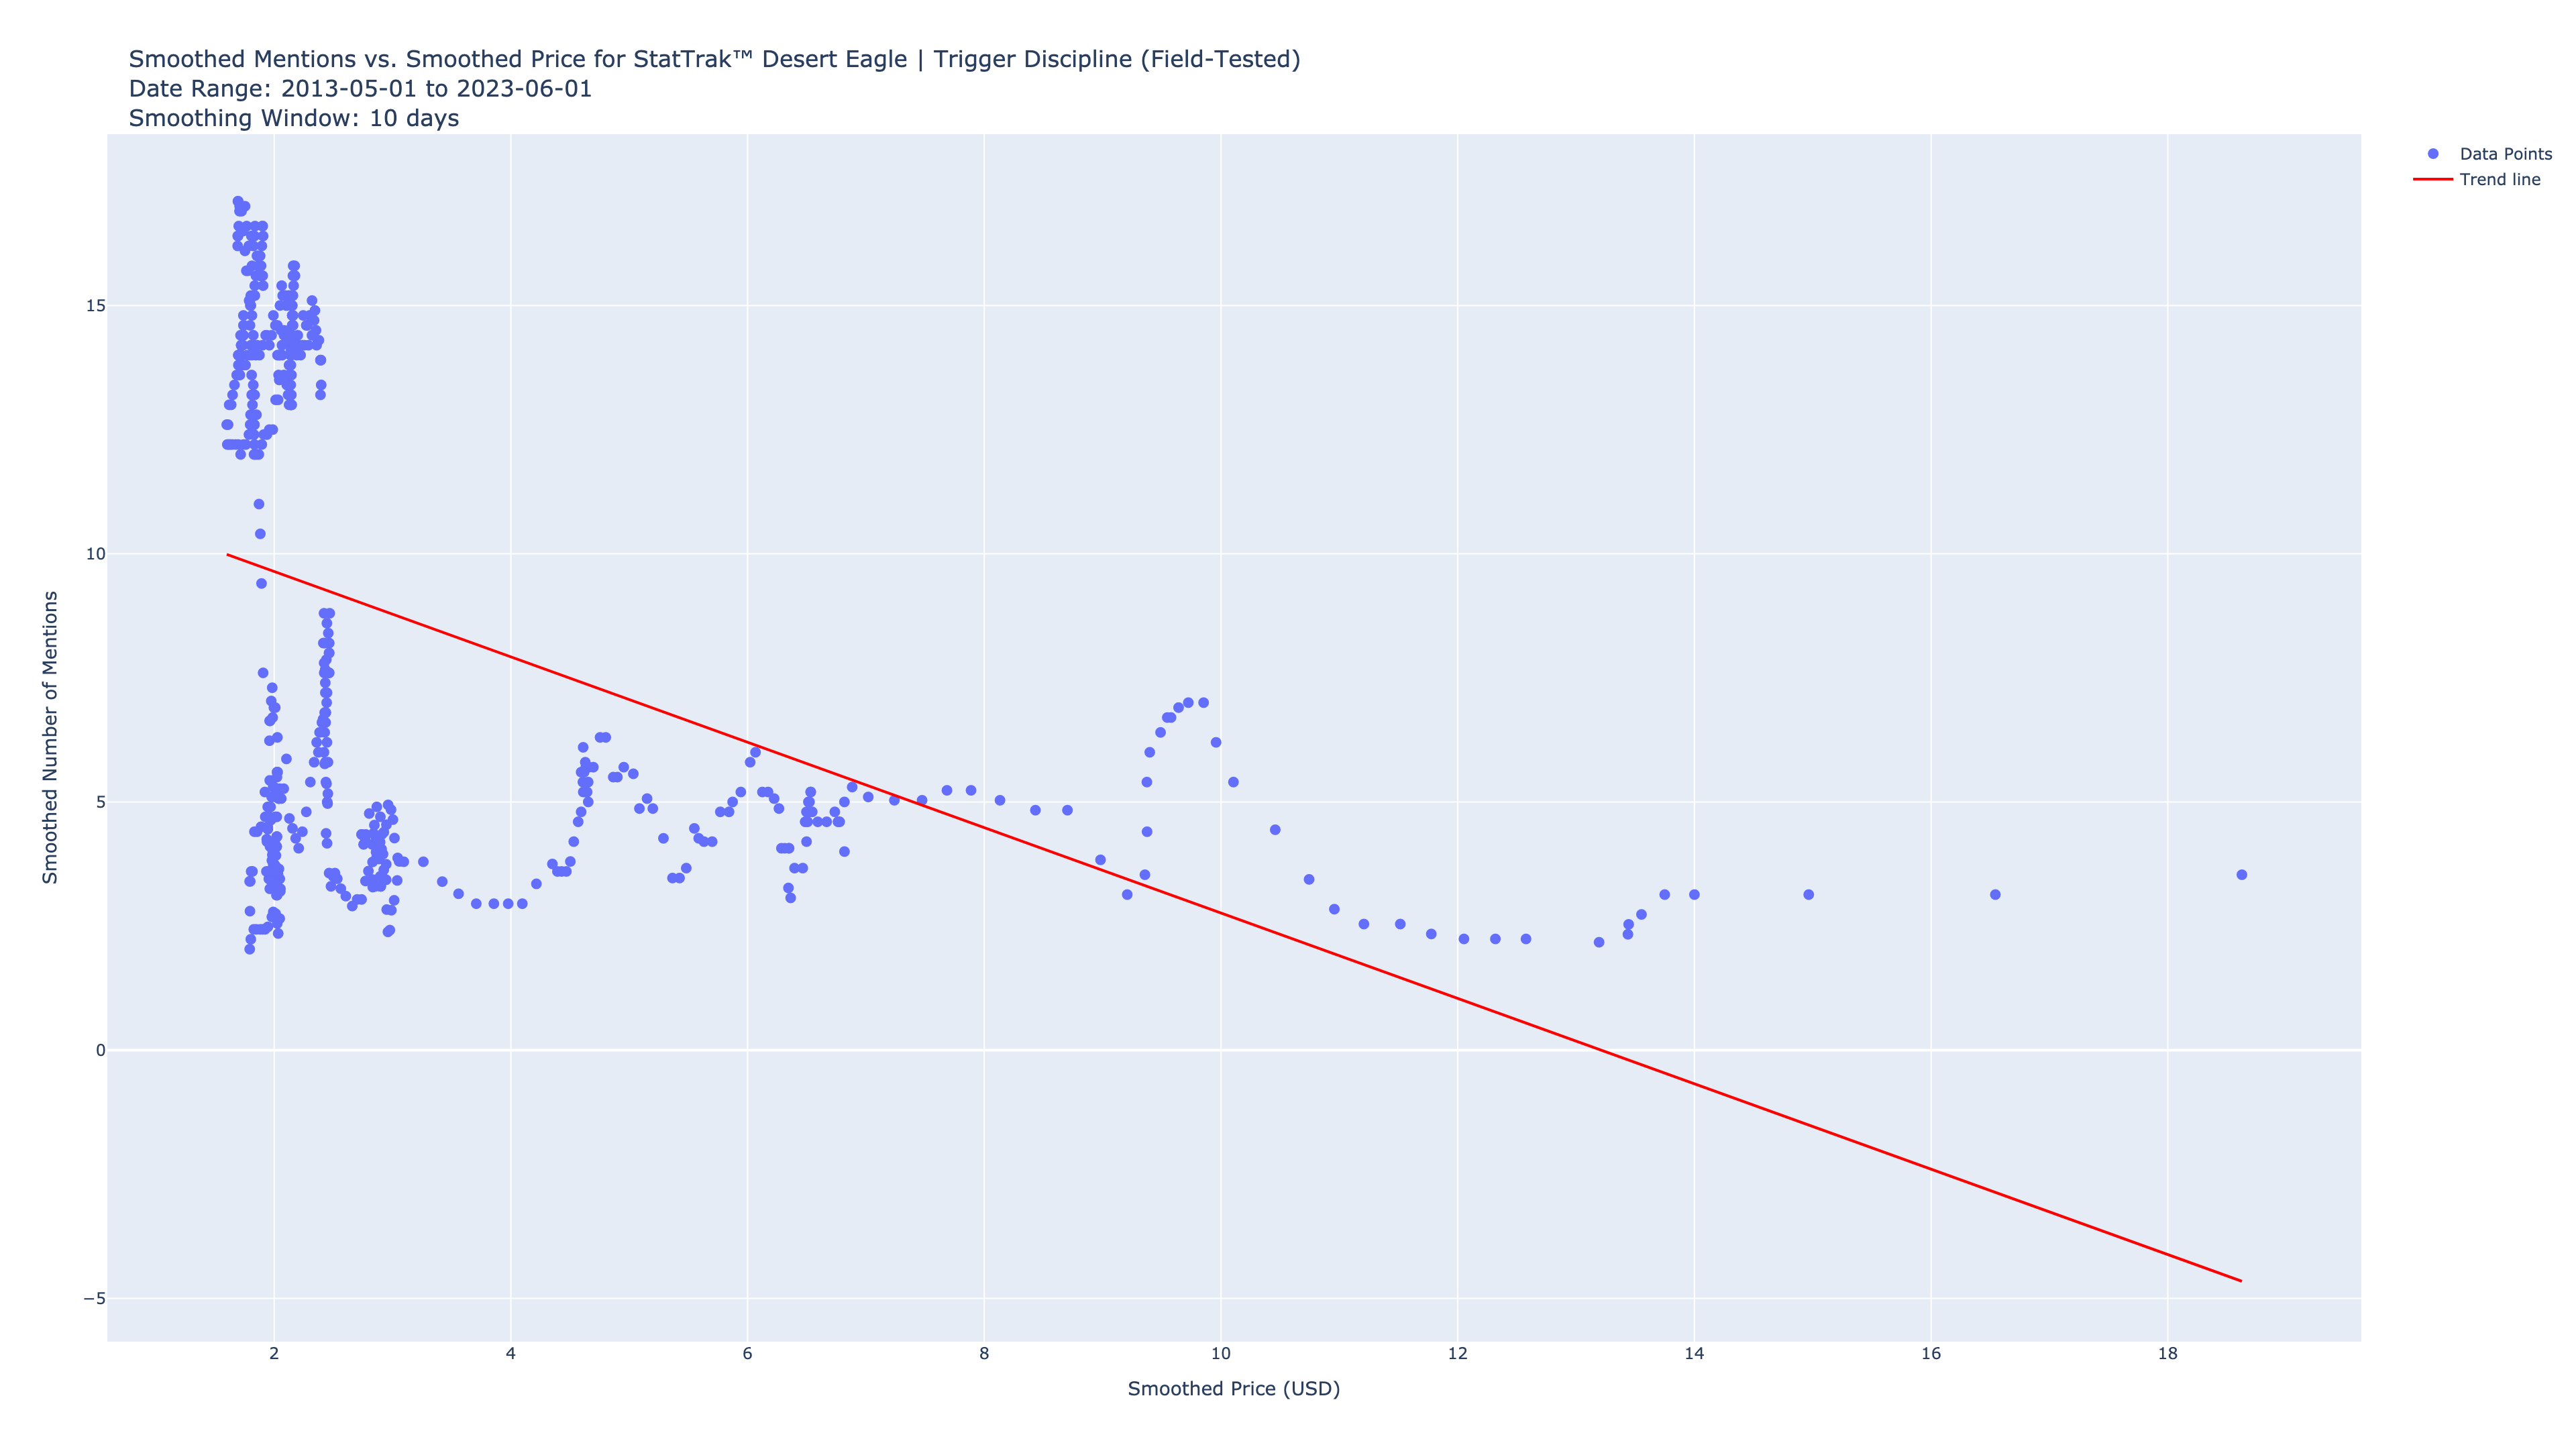 Smoothed Mentions vs. Smoothed Price for StatTrak™ Desert Eagle | Trigger Discipline (Field-Tested)
Date Range: 2013-05-01 to 2023-06-01
Smoothing Window: 10 days
Data Points
Trend line
15
10
5
0
−5
Smoothed Number of Mentions
2
4
6
8
10
12
14
16
18
Smoothed Price (USD)